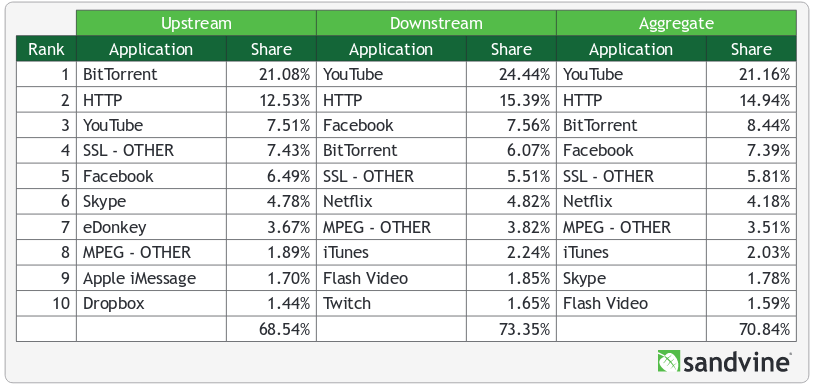 Upstream Downstream Aggregate
Rank Application Share Application Share Application Share
1 BitTorrent 21.08% YouTube 24.44% YouTube 21.16%
2 HTTP 12.53% HTTP 15.39% HTTP 14.94%
3 YouTube 7.51% Facebook 7.56% BitTorrent 8.44%
4 SSL - OTHER 7.43% BitTorrent 6.07% Facebook 7.39%
5 Facebook 6.49% SSL - OTHER 5.51% SSL - OTHER 5.81%
6 Skype 4.78% Netflix 4.82% Netflix 4.18%
7 eDonkey 3.67% MPEG - OTHER 3.82% MPEG - OTHER 3.51%
8 MPEG - OTHER 1.89% iTunes 2.24% iTunes 2.03%
9 Apple iMessage 1.70% Flash Video 1.85% Skype 1.78%
10 Dropbox 1.44% Twitch 1.65% Flash Video 1.59%
68.54% 73.35% 70.84%
sandvine